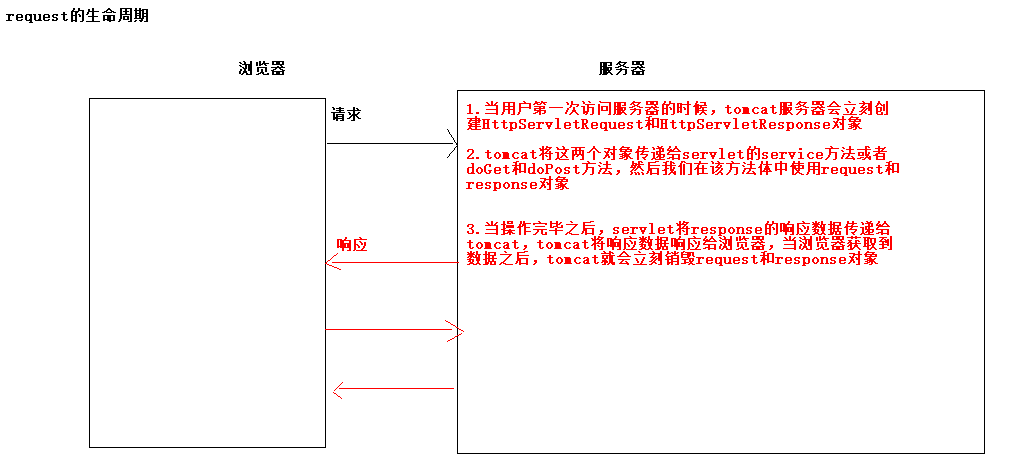 request的生命周期
浏览器
服务器
请求
1.当用户第一次访问服务器的时候，tomcat服务器会立刻创
建HttpServletRequest和HttpServletResponse对象
2.tomcat将这两个对象传递给servlet的service方法或者
doGet和doPost方法，然后我们在该方法体中使用request和
response对象
3.当操作完毕之后，servlet将response的响应数据传递给
tomcat，tomcat将响应数据响应给浏览器，当浏览器获取到
数据之后，tomcat就会立刻销毁request和response对象
响应